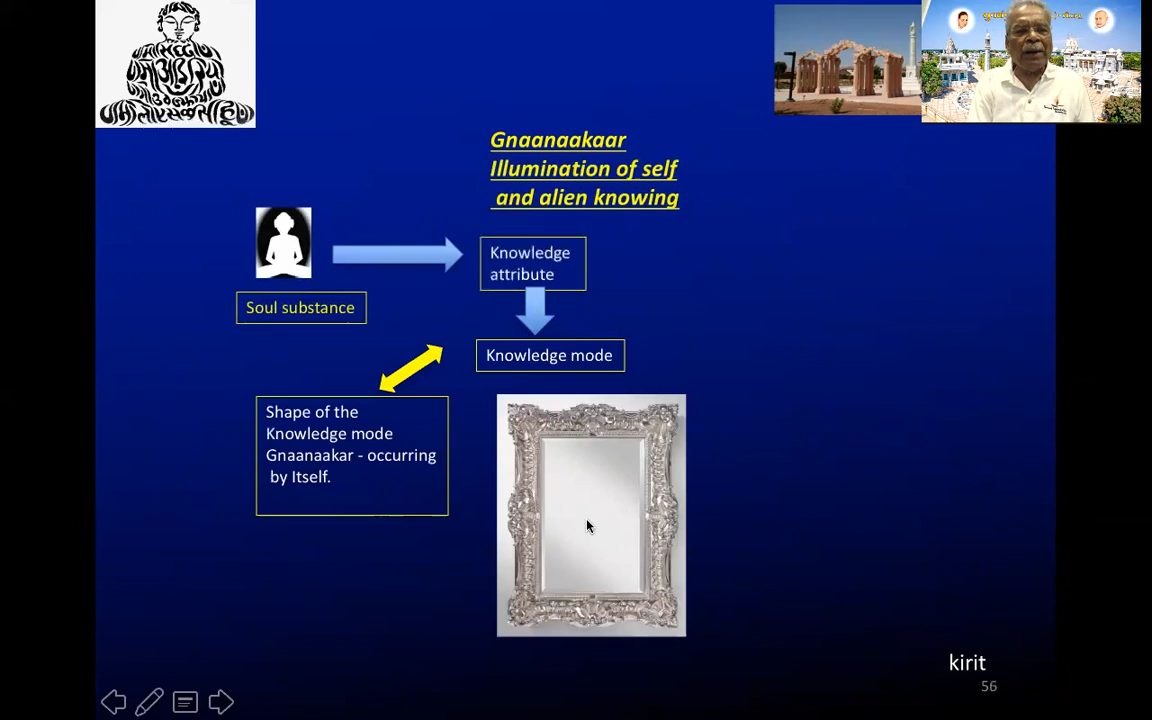 Gnaanaakaar
Illumination of self
and alien knowing
Knowledge
attribute
Soul substance
Knowledge mode
Shape of the
Knowledge mode
Gnaanaakar - occurring
by Itself.
kirit
56